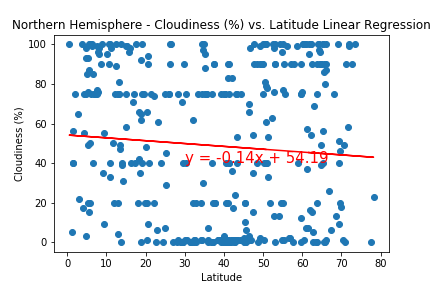 Northern Hemisphere - Cloudiness (%) vs. Latitude Linear Regression
100
80
60
40
20
0
Cloudiness (%)
y = -0.14x + 54.19
0 10 20 30 40 50 60 70 80
Latitude